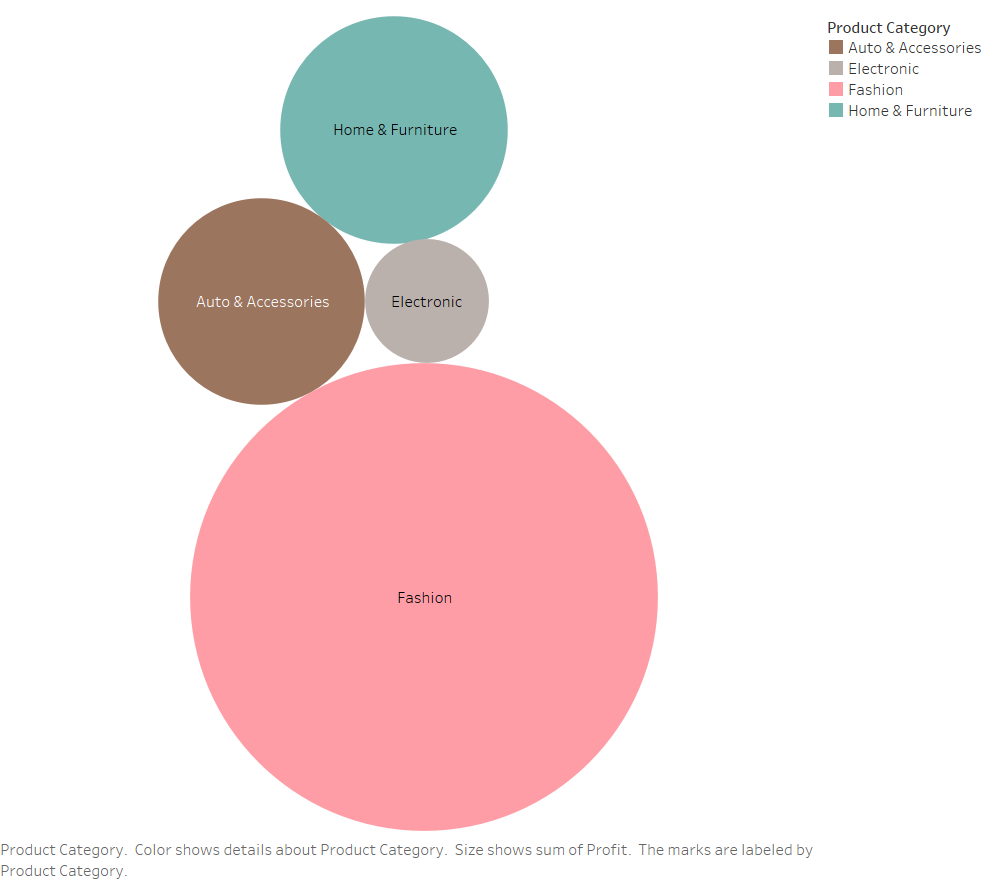 Product Category
Auto & Accessories
Electronic
Fashion
Home & Furniture
Home & Furniture
Auto & Accessories
Electronic
Fashion
Product Category.  Color shows details about Product Category.  Size shows sum of Profit.  The marks are labeled by
Product Category.